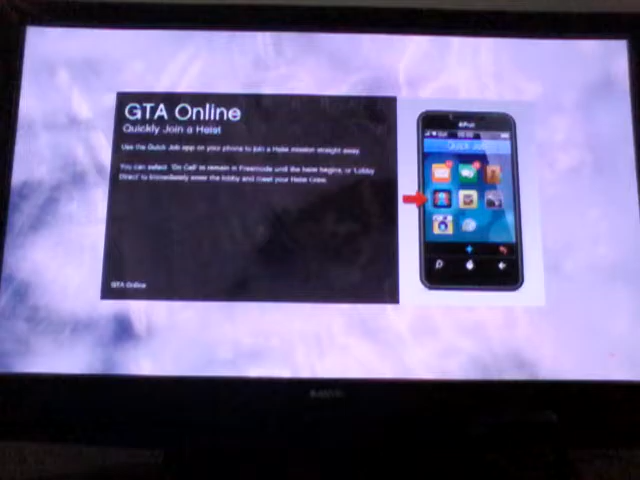 GTA Online
Quickly Join a Heist
Use the Quick Job app on your phone to join a Heist mission straight away.
You can select 'On Call' to remain in Freemode until the heist begins, or 'Lobby
Direct' to immediately enter the lobby and meet your Heist Crew.
GTA Online
Quick Job